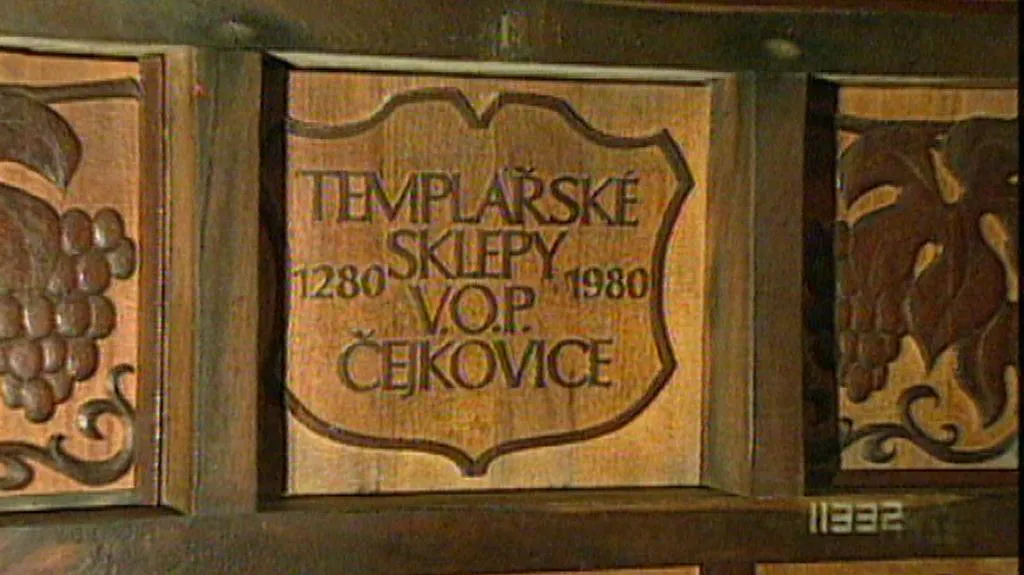 TEMPLÁŘSKÉ
SKLEPY
1280 1980
V.O.P.
ČEJKOVICE
11332